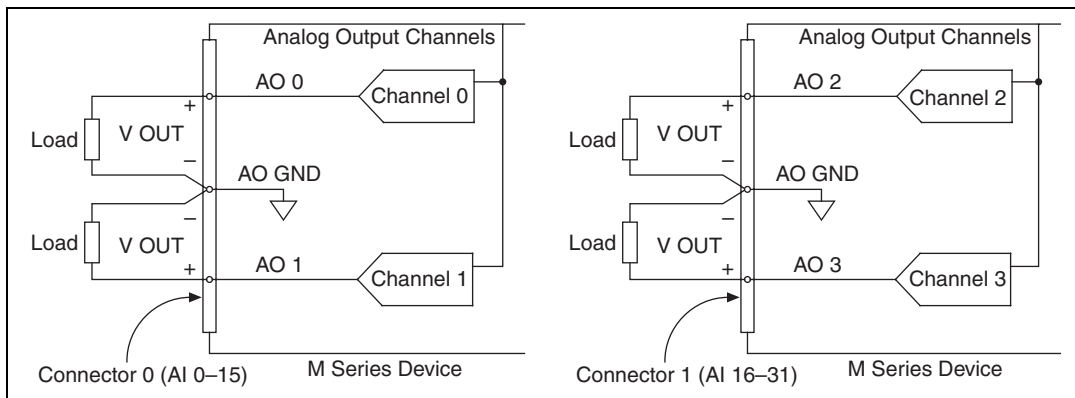 Analog Output Channels
AO 0
Channel 0
+
Load
V OUT
–
AO GND
–
Load
V OUT
+
AO 1
Channel 1
Connector 0 (AI 0–15)
M Series Device
Analog Output Channels
AO 2
Channel 2
+
Load
V OUT
–
AO GND
–
Load
V OUT
+
AO 3
Channel 3
Connector 1 (AI 16–31)
M Series Device